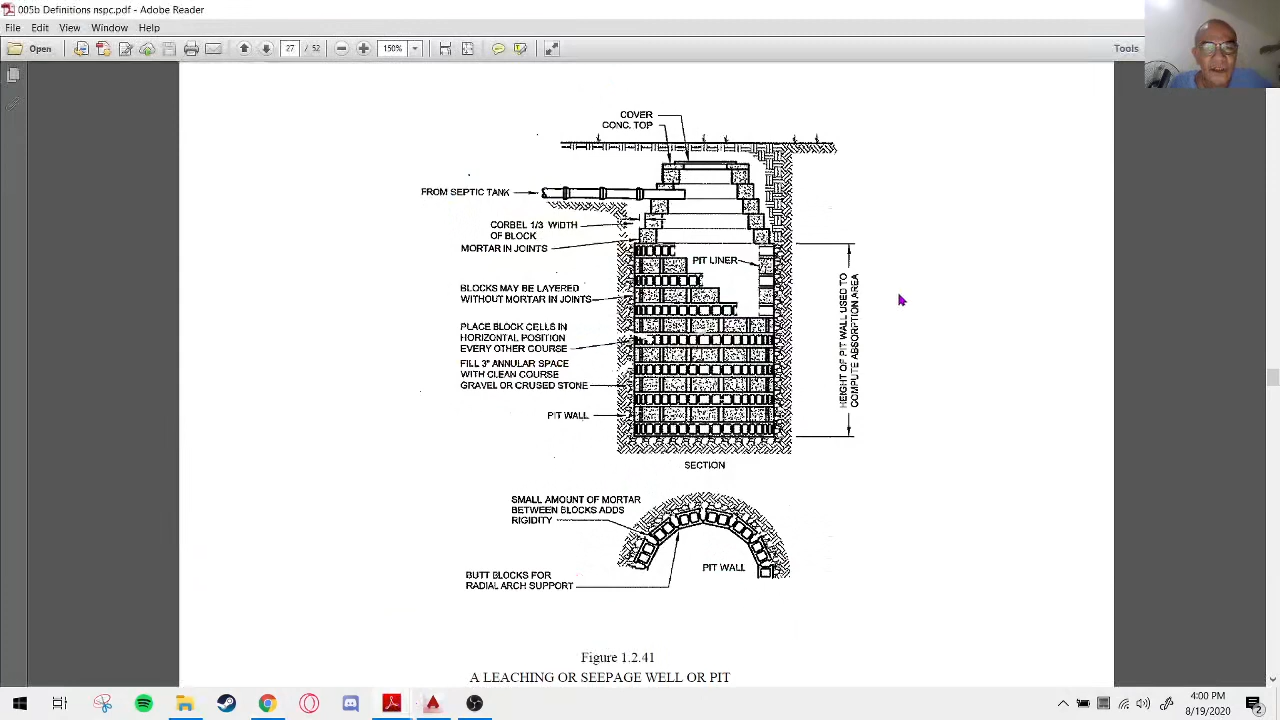 005b Definitions nspc.pdf - Adobe Reader
File Edit View Window Help
Open
27 / 52
150%
Tools
COVER
CONC. TOP
FROM SEPTIC TANK
CORBEL 1/3 WIDTH
OF BLOCK
MORTAR IN JOINTS
PIT LINER
BLOCKS MAY BE LAYERED
WITHOUT MORTAR IN JOINTS
PLACE BLOCK CELLS IN
HORIZONTAL POSITION
EVERY OTHER COURSE
FILL 3" ANNULAR SPACE
WITH CLEAN COURSE
GRAVEL OR CRUSED STONE
PIT WALL
HEIGHT OF PIT WALL USED TO
COMPUTE ABSORPTION AREA
SECTION
SMALL AMOUNT OF MORTAR
BETWEEN BLOCKS ADDS
RIGIDITY
PIT WALL
BUTT BLOCKS FOR
RADIAL ARCH SUPPORT
Figure 1.2.41
A LEACHING OR SEEPAGE WELL OR PIT
4:00 PM
8/19/2020
2